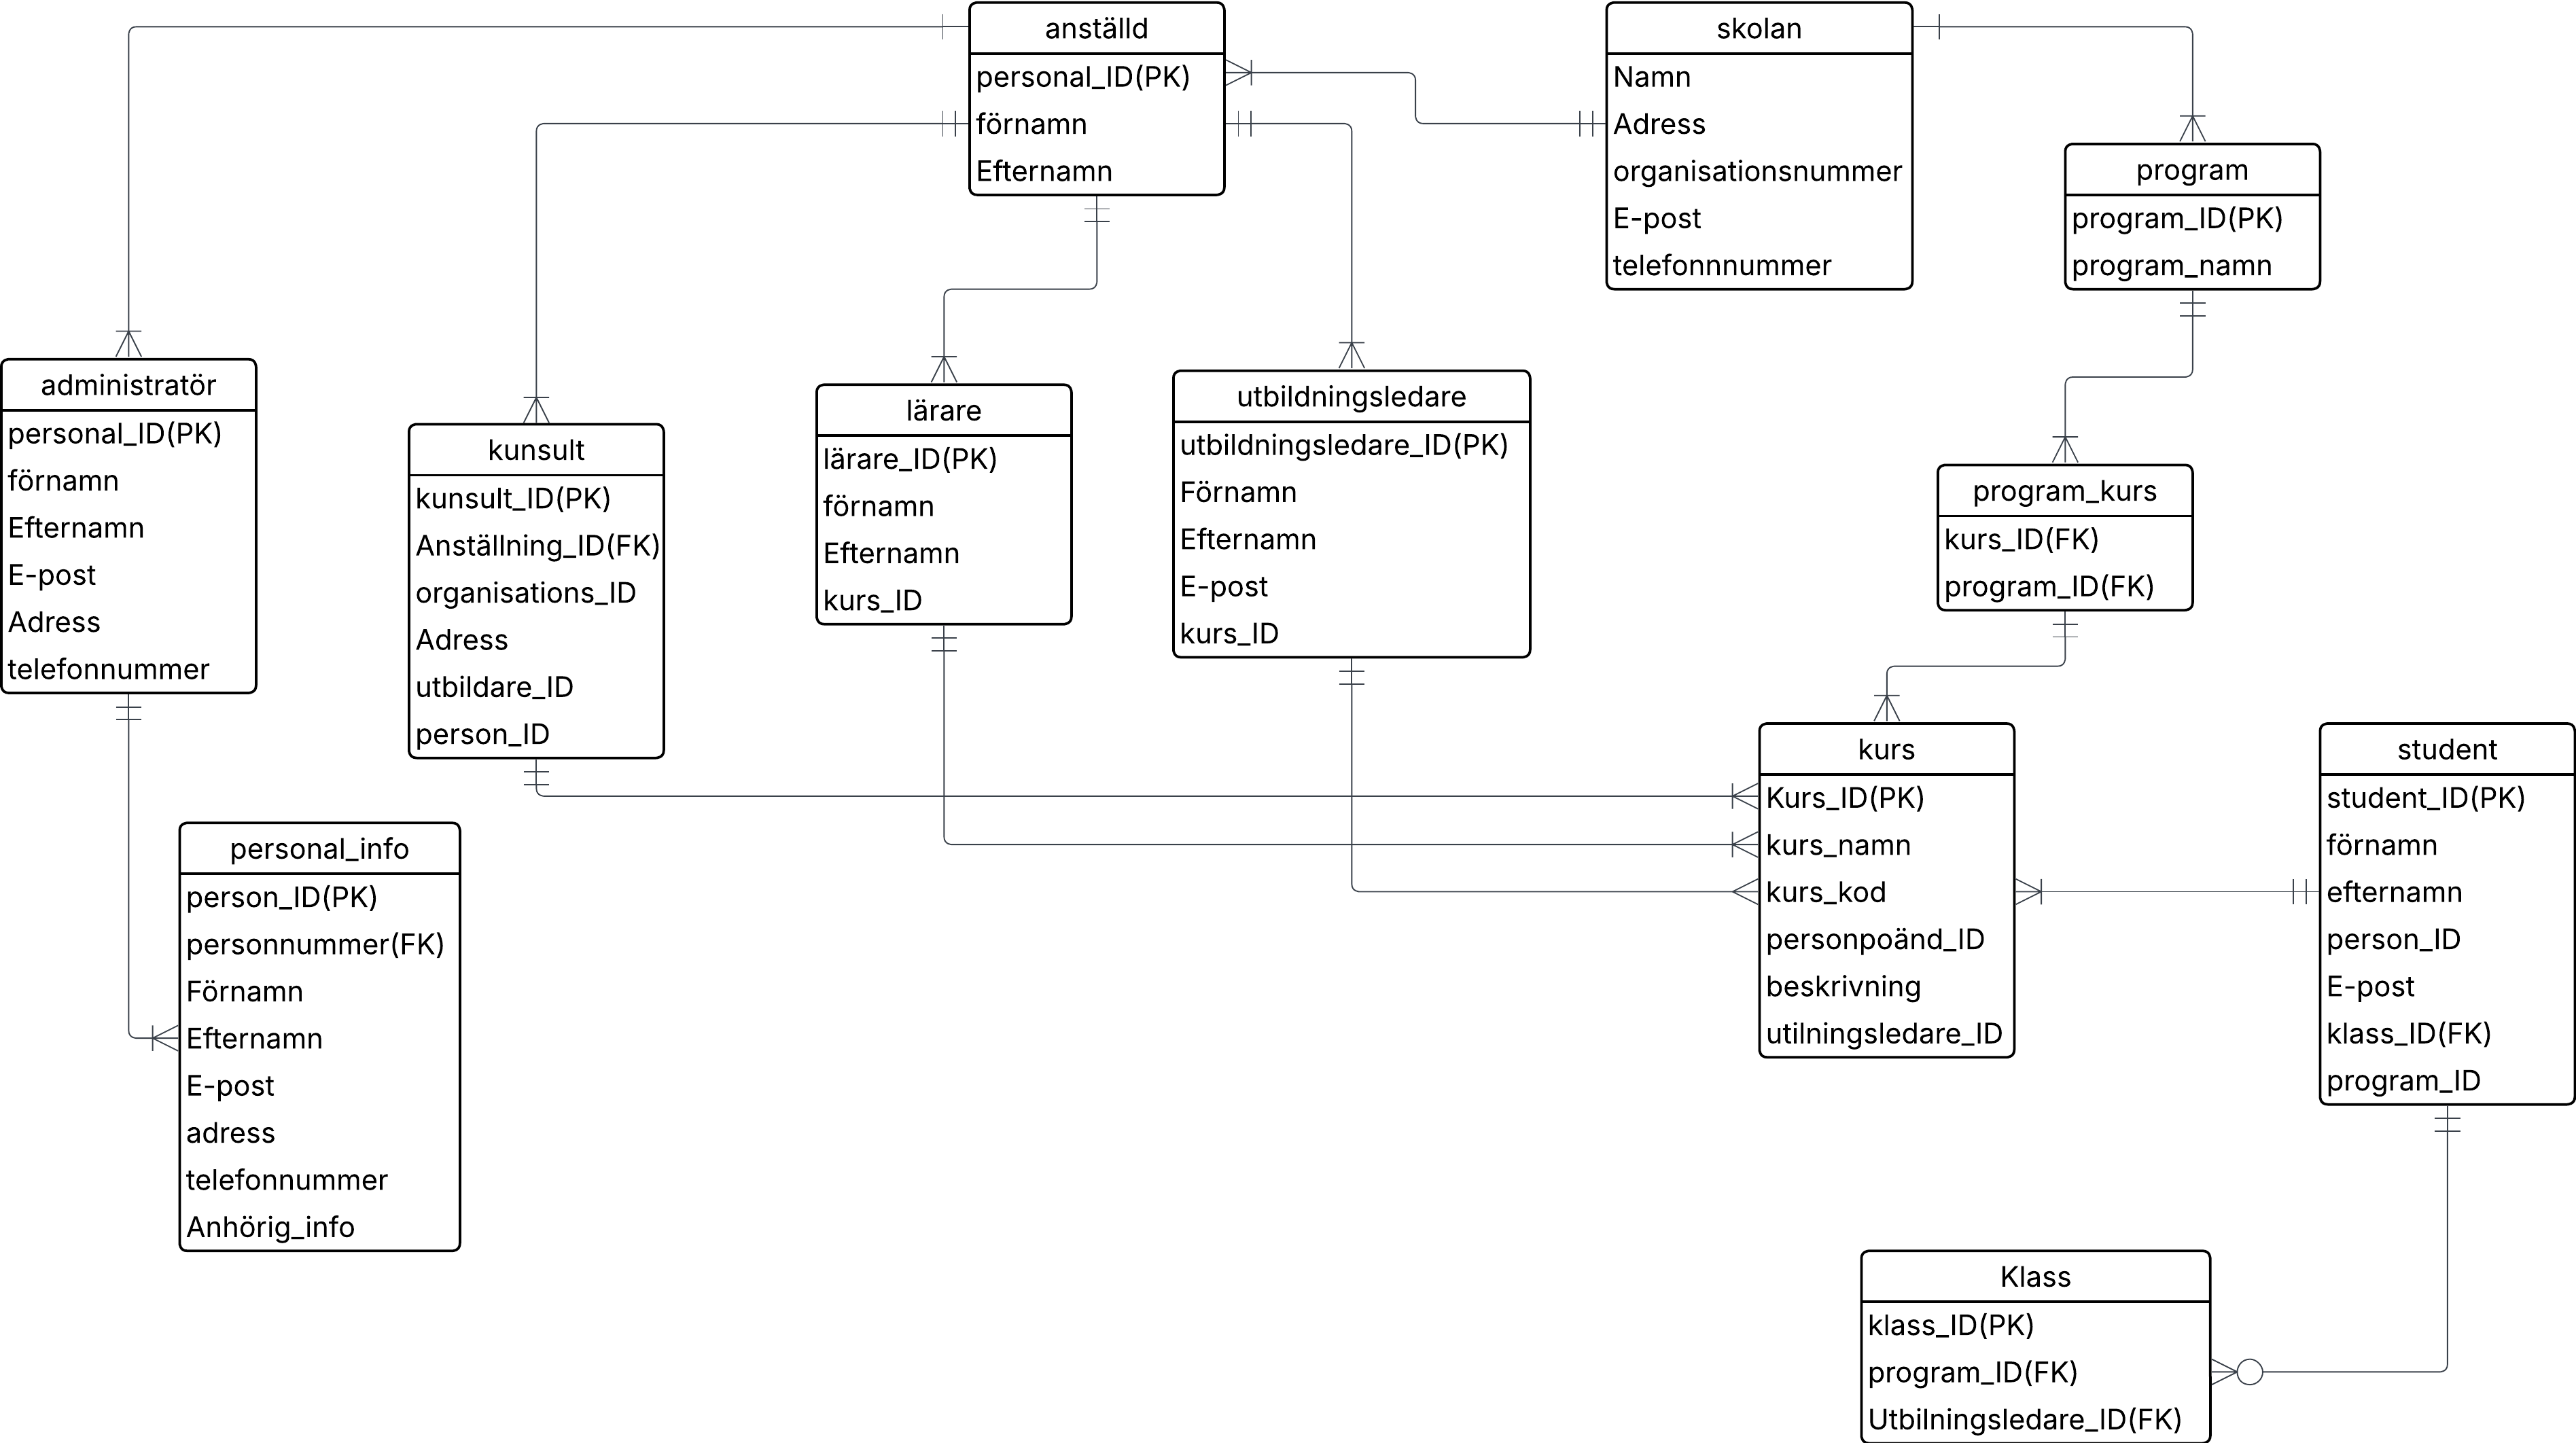 anställd
personal_ID(PK)
förnamn
Efternamn
skolan
Namn
Adress
organisationsnummer
E-post
telefonnnummer
program
program_ID(PK)
program_namn
administratör
personal_ID(PK)
förnamn
Efternamn
E-post
Adress
telefonnummer
kunsult
kunsult_ID(PK)
Anställning_ID(FK)
organisations_ID
Adress
utbildare_ID
person_ID
lärare
lärare_ID(PK)
förnamn
Efternamn
kurs_ID
utbildningsledare
utbildningsledare_ID(PK)
Förnamn
Efternamn
E-post
kurs_ID
program_kurs
kurs_ID(FK)
program_ID(FK)
kurs
Kurs_ID(PK)
kurs_namn
kurs_kod
personpoänd_ID
beskrivning
utilningsledare_ID
student
student_ID(PK)
förnamn
efternamn
person_ID
E-post
klass_ID(FK)
program_ID
personal_info
person_ID(PK)
personnummer(FK)
Förnamn
Efternamn
E-post
adress
telefonnummer
Anhörig_info
Klass
klass_ID(PK)
program_ID(FK)
Utbilningsledare_ID(FK)